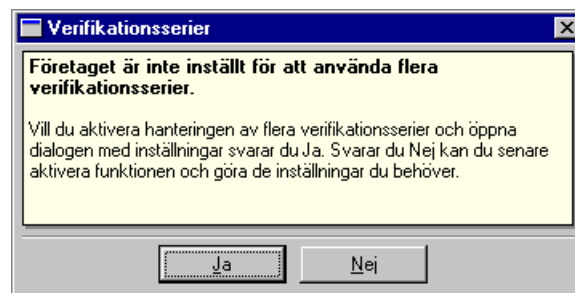 Verifikationsserier
Företaget är inte inställt för att använda flera
verifikationsserier.
Vill du aktivera hanteringen av flera verifikationsserier och öppna
dialogen med inställningar svarar du Ja. Svarar du Nej kan du senare
aktivera funktionen och göra de inställningar du behöver.
Ja
Nej